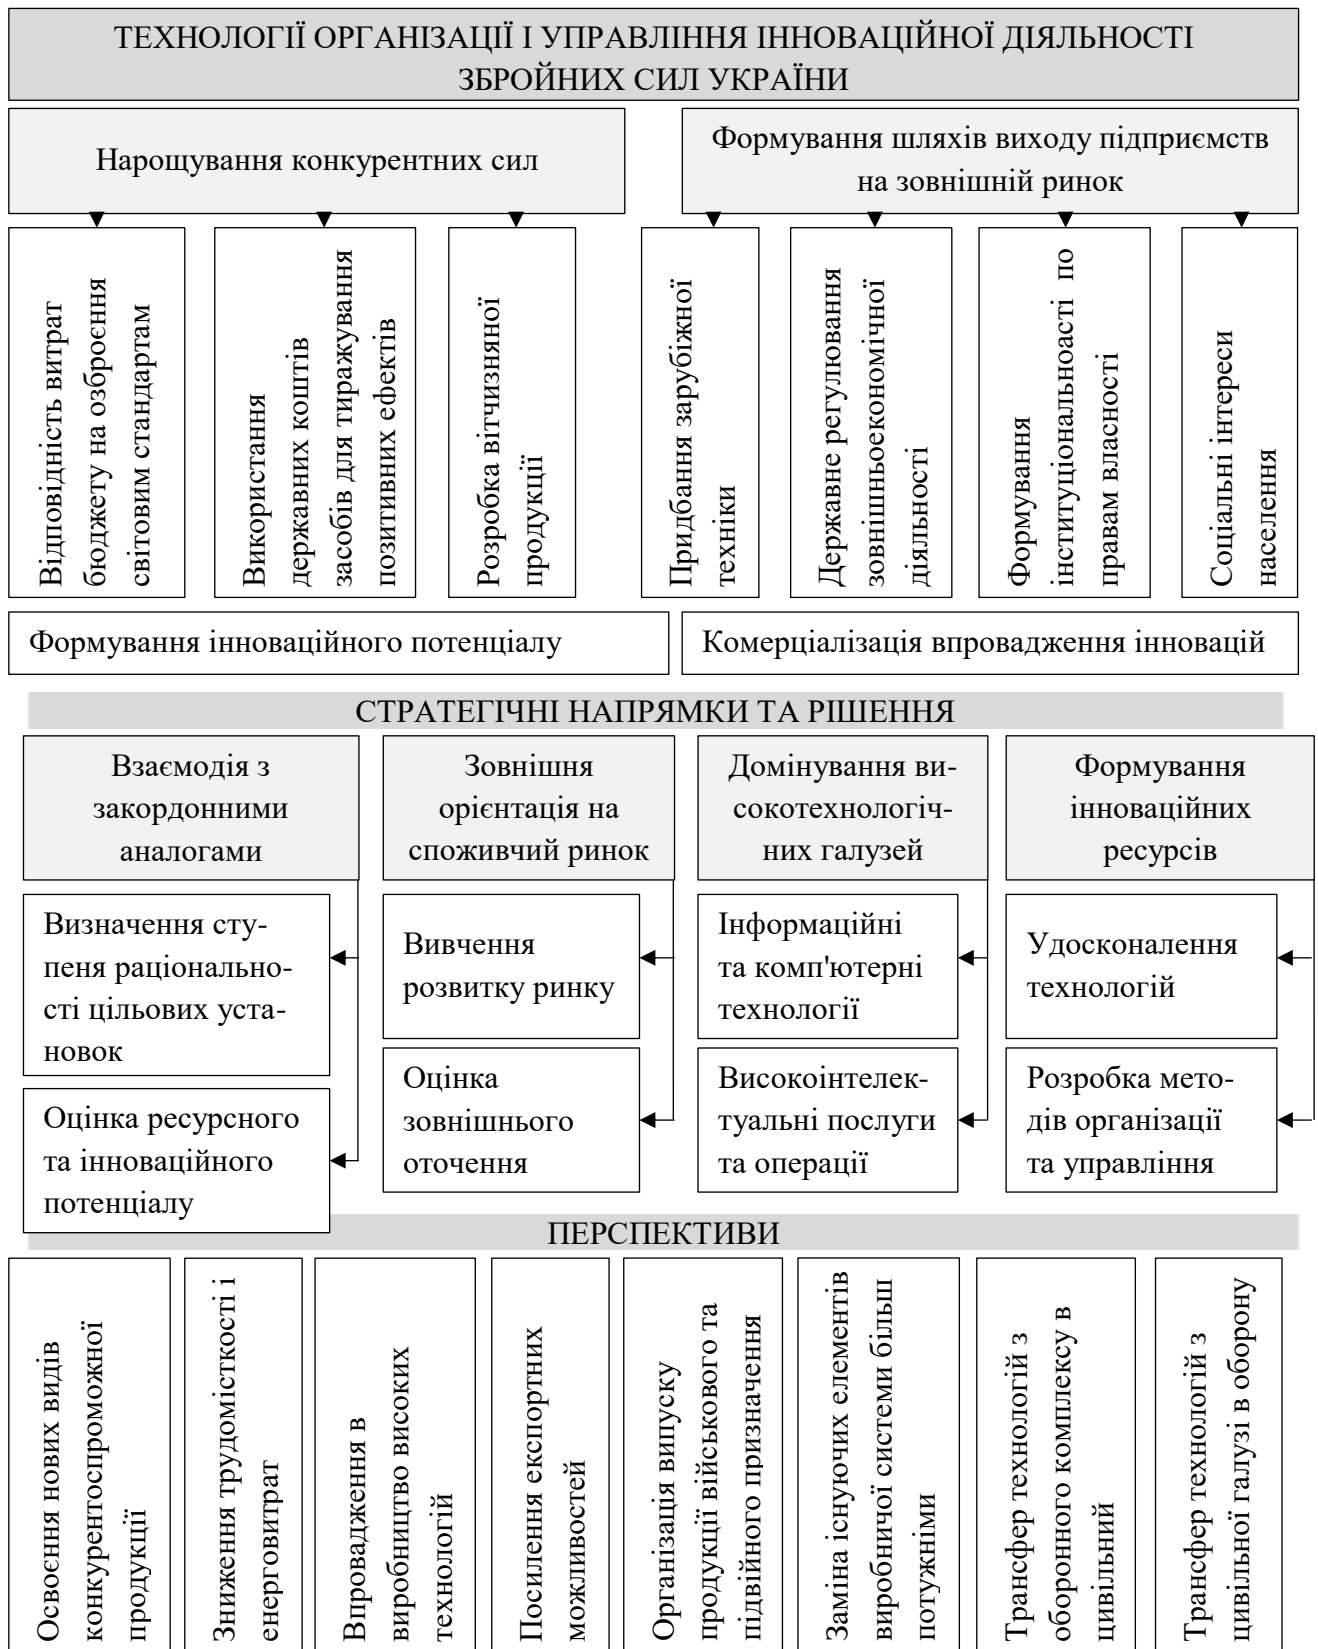 ТЕХНОЛОГІЇ ОРГАНІЗАЦІЇ І УПРАВЛІННЯ ІННОВАЦІЙНОЇ ДІЯЛЬНОСТІ
ЗБРОЙНИХ СИЛ УКРАЇНИ
Нарощування конкурентних сил
Формування шляхів виходу підприємств
на зовнішній ринок
Відповідність витрат
бюджету на озброєння
світовим стандартам
Використання
державних коштів
засобів для тиражування
позитивних ефектів
Розробка вітчизняної
продукції
Придбання зарубіжної
техніки
Державне регулювання
зовнішньоекономічної
діяльності
Формування
інституціональноасті по
правам власності
Соціальні інтереси
населення
Формування інноваційного потенціалу
Комерціалізація впровадження інновацій
СТРАТЕГІЧНІ НАПРЯМКИ ТА РІШЕННЯ
Взаємодія з
закордонними
аналогами
Зовнішня
орієнтація на
споживчий ринок
Домінування ви-
сокотехнологіч-
них галузей
Формування
інноваційних
ресурсів
Визначення сту-
пеня раціонально-
сті цільових уста-
новок
Вивчення
розвитку ринку
Інформаційні
та комп'ютерні
технології
Удосконалення
технологій
Оцінка ресурсного
та інноваційного
потенціалу
Оцінка
зовнішнього
оточення
Високоінтелек-
туальні послуги
та операції
Розробка мето-
дів організації
та управління
ПЕРСПЕКТИВИ
Освоєння нових видів
конкурентоспроможної
продукції
Зниження трудомісткості і
енерговитрат
Впровадження в
виробництво високих
технологій
Посилення експортних
можливостей
Організація випуску
продукції військового та
підвійного призначення
Заміна існуючих елементів
виробничої системи більш
потужніми
Трансфер технологій з
оборонного комплексу в
цивільний
Трансфер технологій з
цивільної галузі в оборону